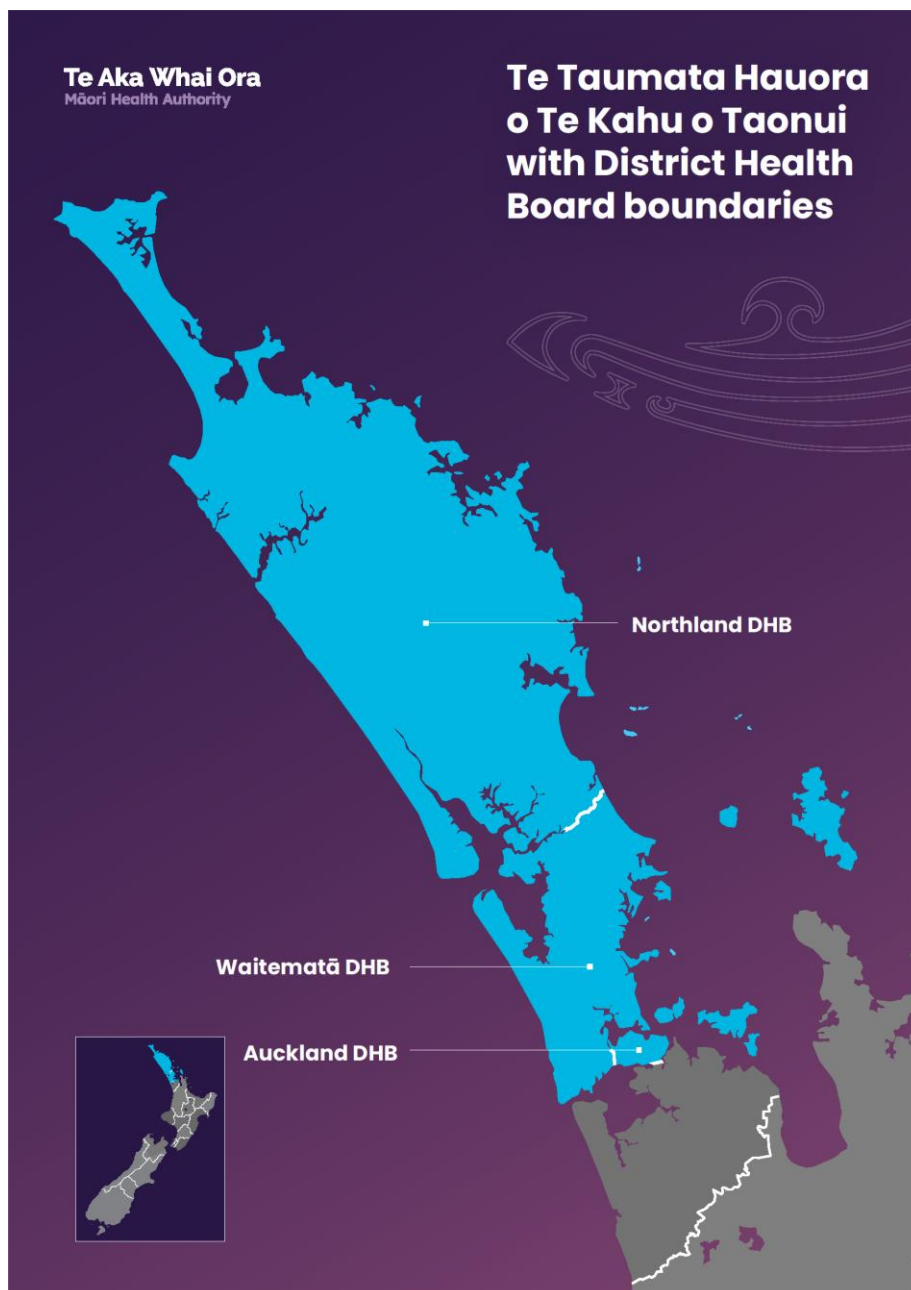 Te Aka Whai Ora
Māori Health Authority
Te Taumata Hauora
o Te Kahu o Taonui
with District Health
Board boundaries
Northland DHB
Waitematā DHB
Auckland DHB